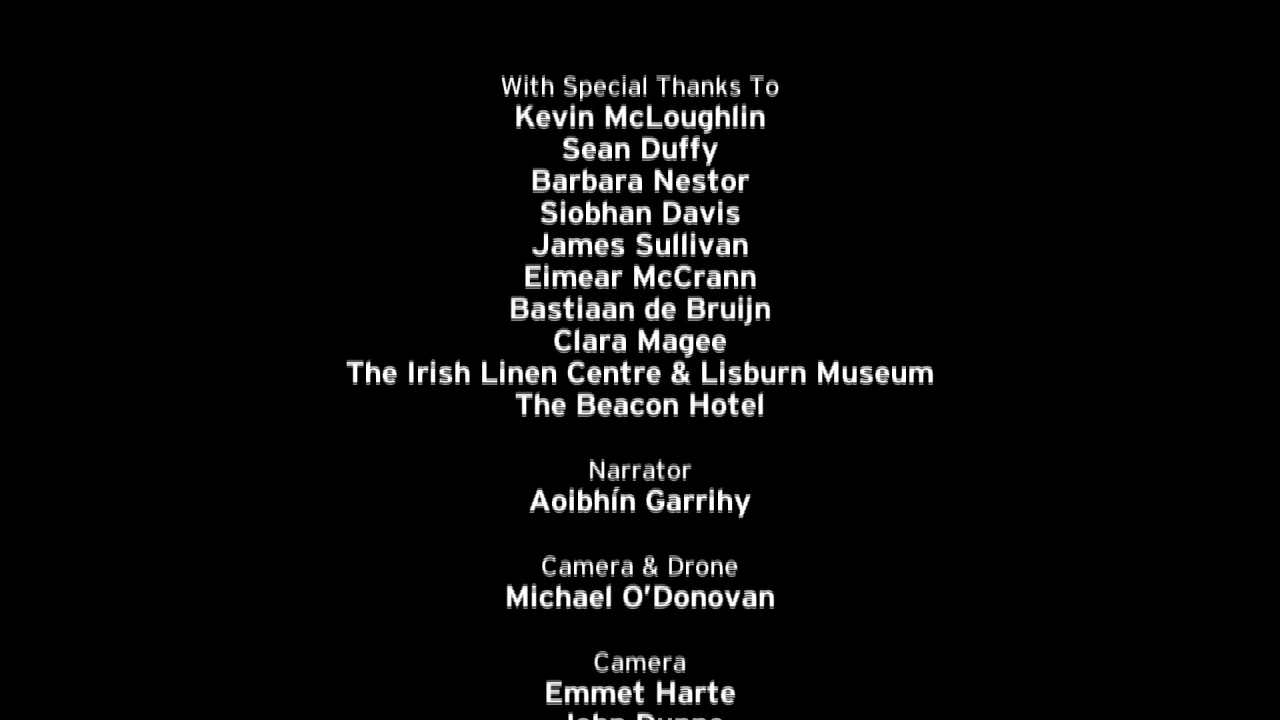 With Special Thanks To
Kevin McLoughlin
Sean Duffy
Barbara Nestor
Siobhan Davis
James Sullivan
Eimear McCrann
Bastiaan de Bruijn
Clara Magee
The Irish Linen Centre & Lisburn Museum
The Beacon Hotel
Narrator
Aoibhín Garrihy
Camera & Drone
Michael O'Donovan
Camera
Emmet Harte